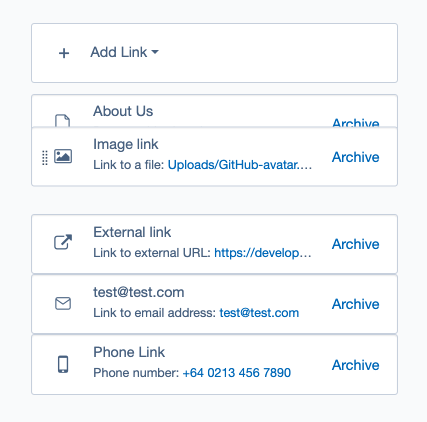 Add Link
About Us
Archive
Image link
Link to a file: Uploads/GitHub-avatar.…
Archive
External link
Link to external URL: https://develop…
Archive
test@test.com
Link to email address: test@test.com
Archive
Phone Link
Phone number: +64 0213 456 7890
Archive